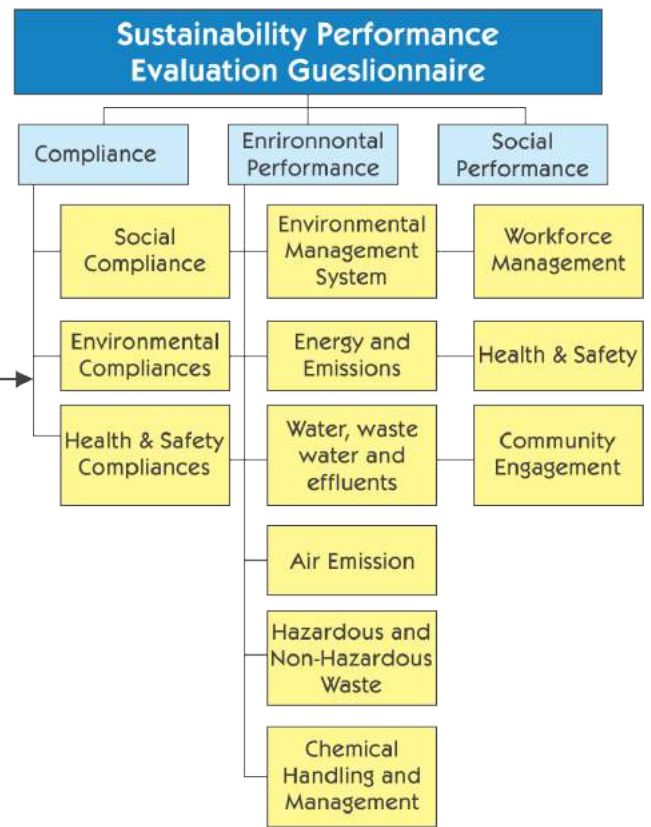 Sustainability Performance
Evaluation Gueslionnaire
Compliance
Enrironnontal
Performance
Social
Performance
Social
Compliance
Environmental
Management
System
Workforce
Management
Environmental
Compliances
Energy and
Emissions
Health & Safety
Health & Safety
Compliances
Water, waste
water and
effluents
Community
Engagement
Air Emission
Hazardous and
Non-Hazardous
Waste
Chemical
Handling and
Management